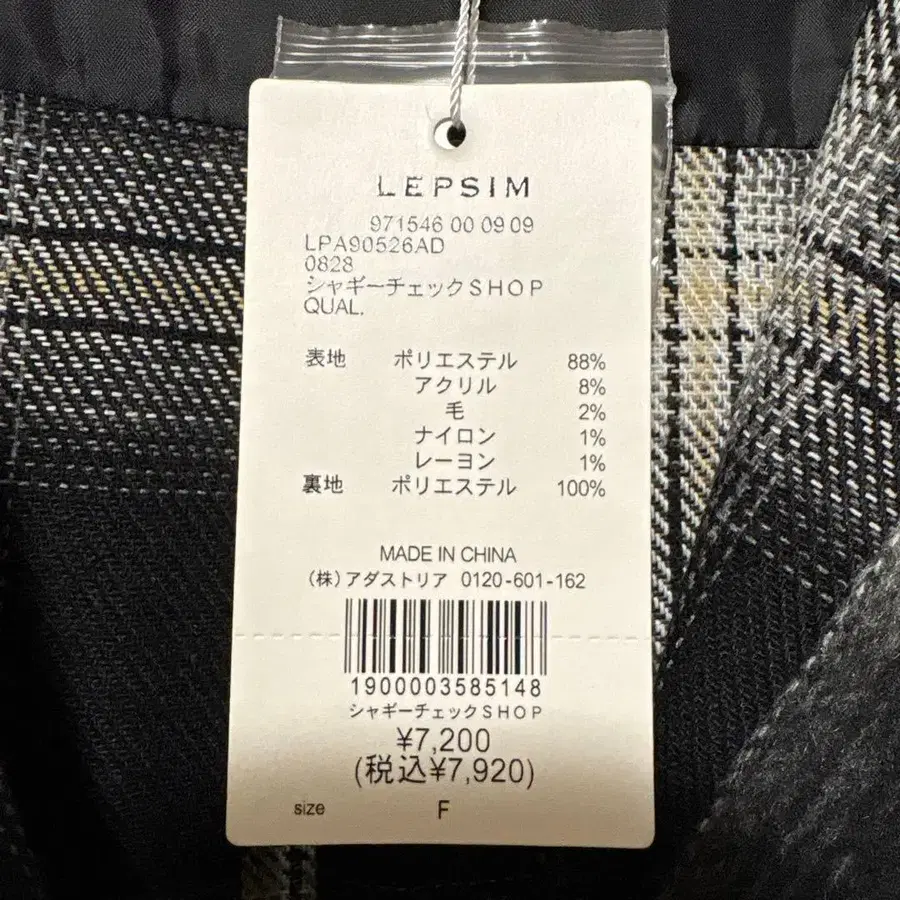 LEPSIM
971546 00 09 09
LPA90526AD
0828
シャギーチェックSHOP
QUAL.
表地 ポリエステル 88%
アクリル 8%
毛 2%
ナイロン 1%
レーヨン 1%
裏地 ポリエステル 100%
MADE IN CHINA
(株)アダストリア 0120-601-162
1900003585148
シャギーチェックSHOP
¥7,200
(税込¥7,920)
size F